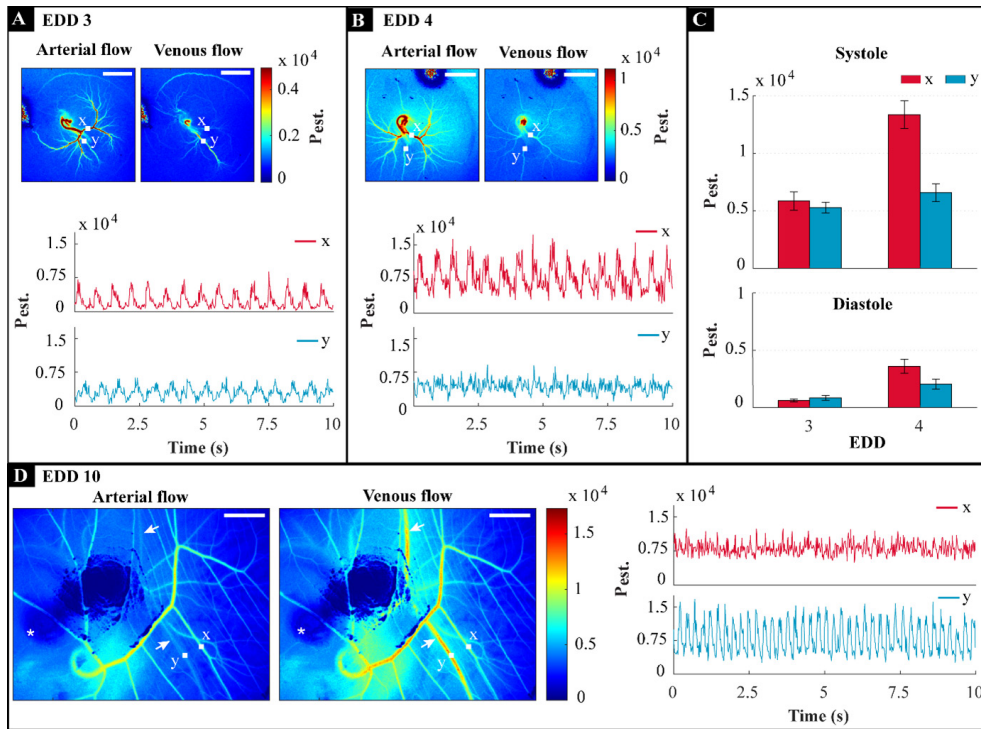 A EDD 3
Arterial flow Venous flow
x 10^4
0.4
0.2
0
Pest.
x
y
x
y
x 10^4
x
1.5
0.75
0
Pest.
y
1.5
0.75
0
0 2.5 5 7.5 10
Time (s)
B EDD 4
Arterial flow Venous flow
x 10^4
1
0.5
0
Pest.
x
y
x
y
x 10^4
x
1.5
0.75
0
Pest.
y
1.5
0.75
0
0 2.5 5 7.5 10
Time (s)
C
Systole
x 10^4
x y
1.5
1
0.5
0
Pest.
Diastole
1
0.5
0
Pest.
3 4
EDD
D EDD 10
Arterial flow Venous flow
x 10^4
1.5
1
0.5
0
Pest.
*
x
y
*
x
y
x 10^4
x
1.5
0.75
0
y
1.5
0.75
0
0 2.5 5 7.5 10
Time (s)